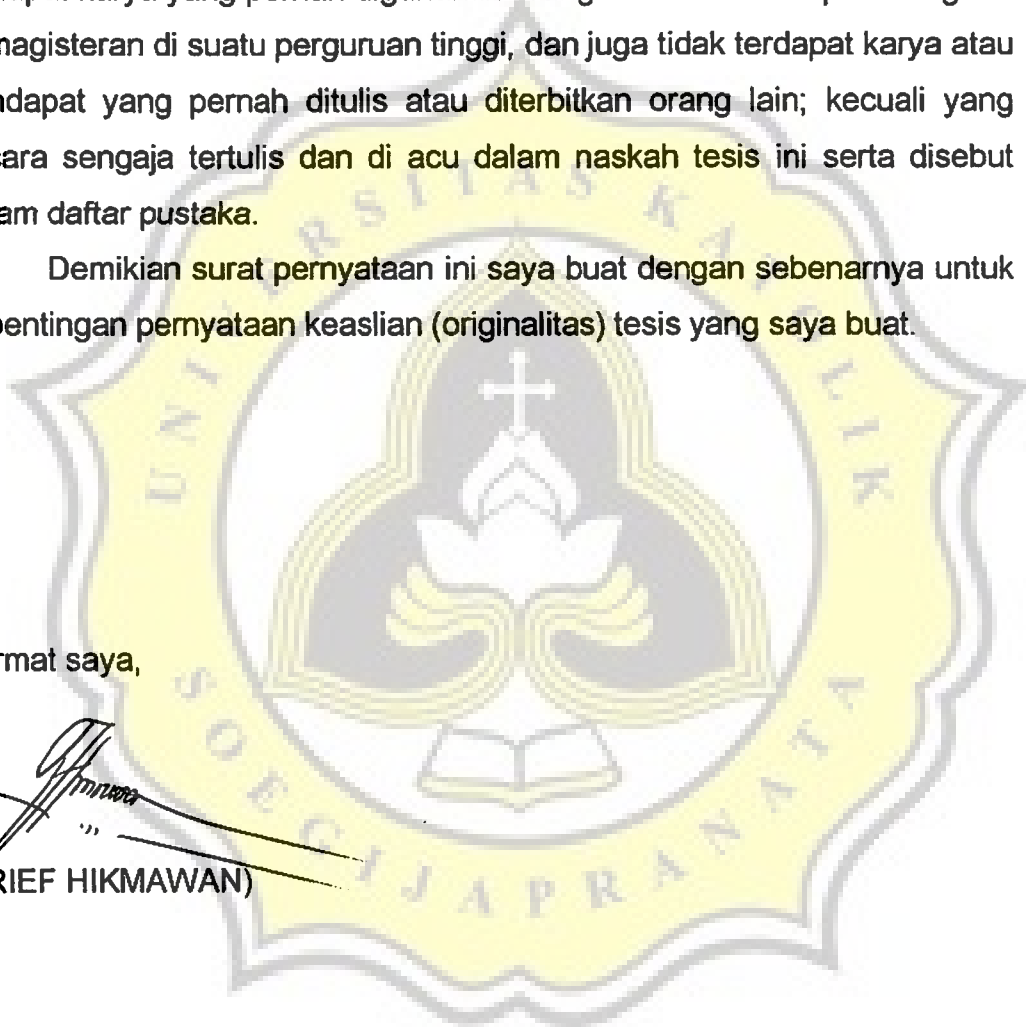 magisteran di suatu perguruan tinggi, dan juga tidak terdapat karya atau
ndapat yang pernah ditulis atau diterbitkan orang lain; kecuali yang
cara sengaja tertulis dan di acu dalam naskah tesis ini serta disebut
am daftar pustaka.
Demikian surat pernyataan ini saya buat dengan sebenarnya untuk
pentingan pernyataan keaslian (originalitas) tesis yang saya buat.
UNIVERSITAS KATOLIK
rmat saya,
RIEF HIKMAWAN)
SOEGIJAPRANATA